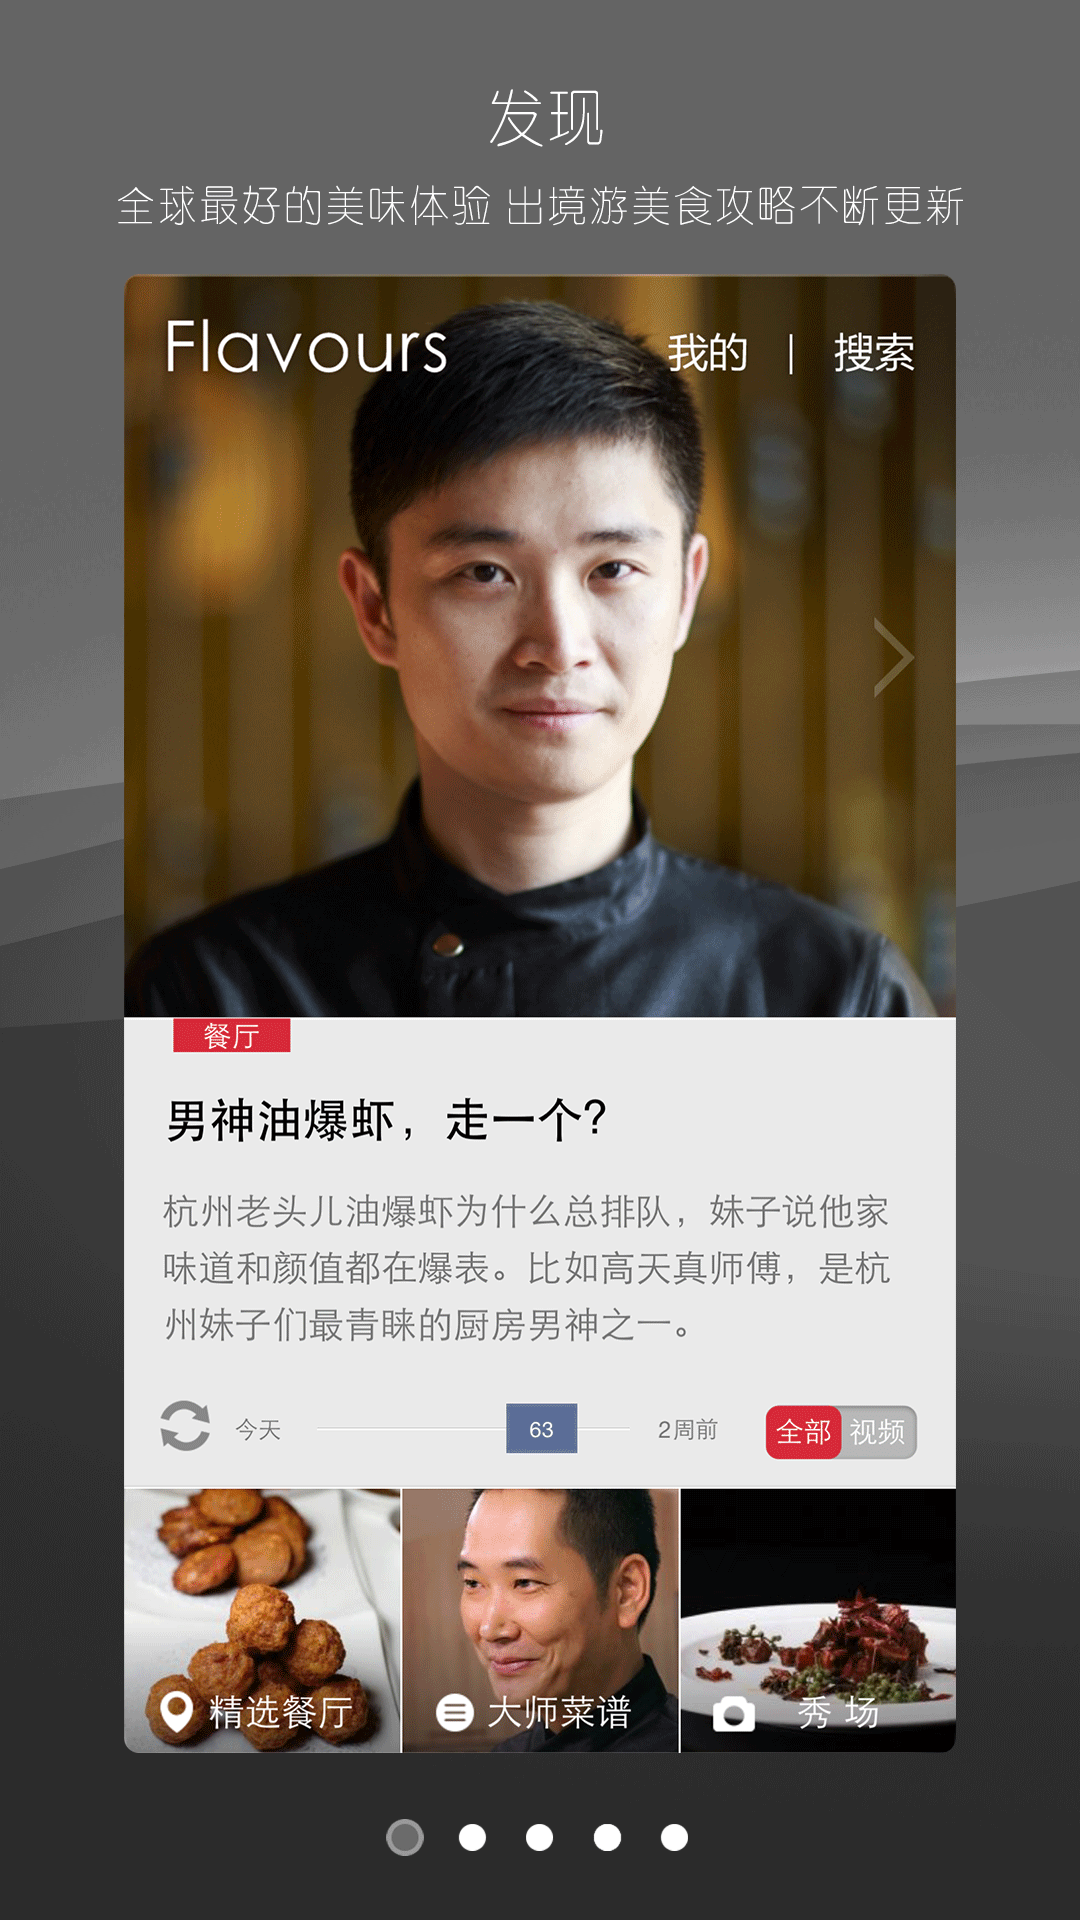 发现
全球最好的美味体验 出境游美食攻略不断更新
Flavours 我的 | 搜索
餐厅
男神油爆虾，走一个？
杭州老头儿油爆虾为什么总排队，妹子说他家
味道和颜值都在爆表。比如高天真师傅，是杭
州妹子们最青睐的厨房男神之一。
今天 63 2周前 全部 视频
精选餐厅 大师菜谱 秀 场